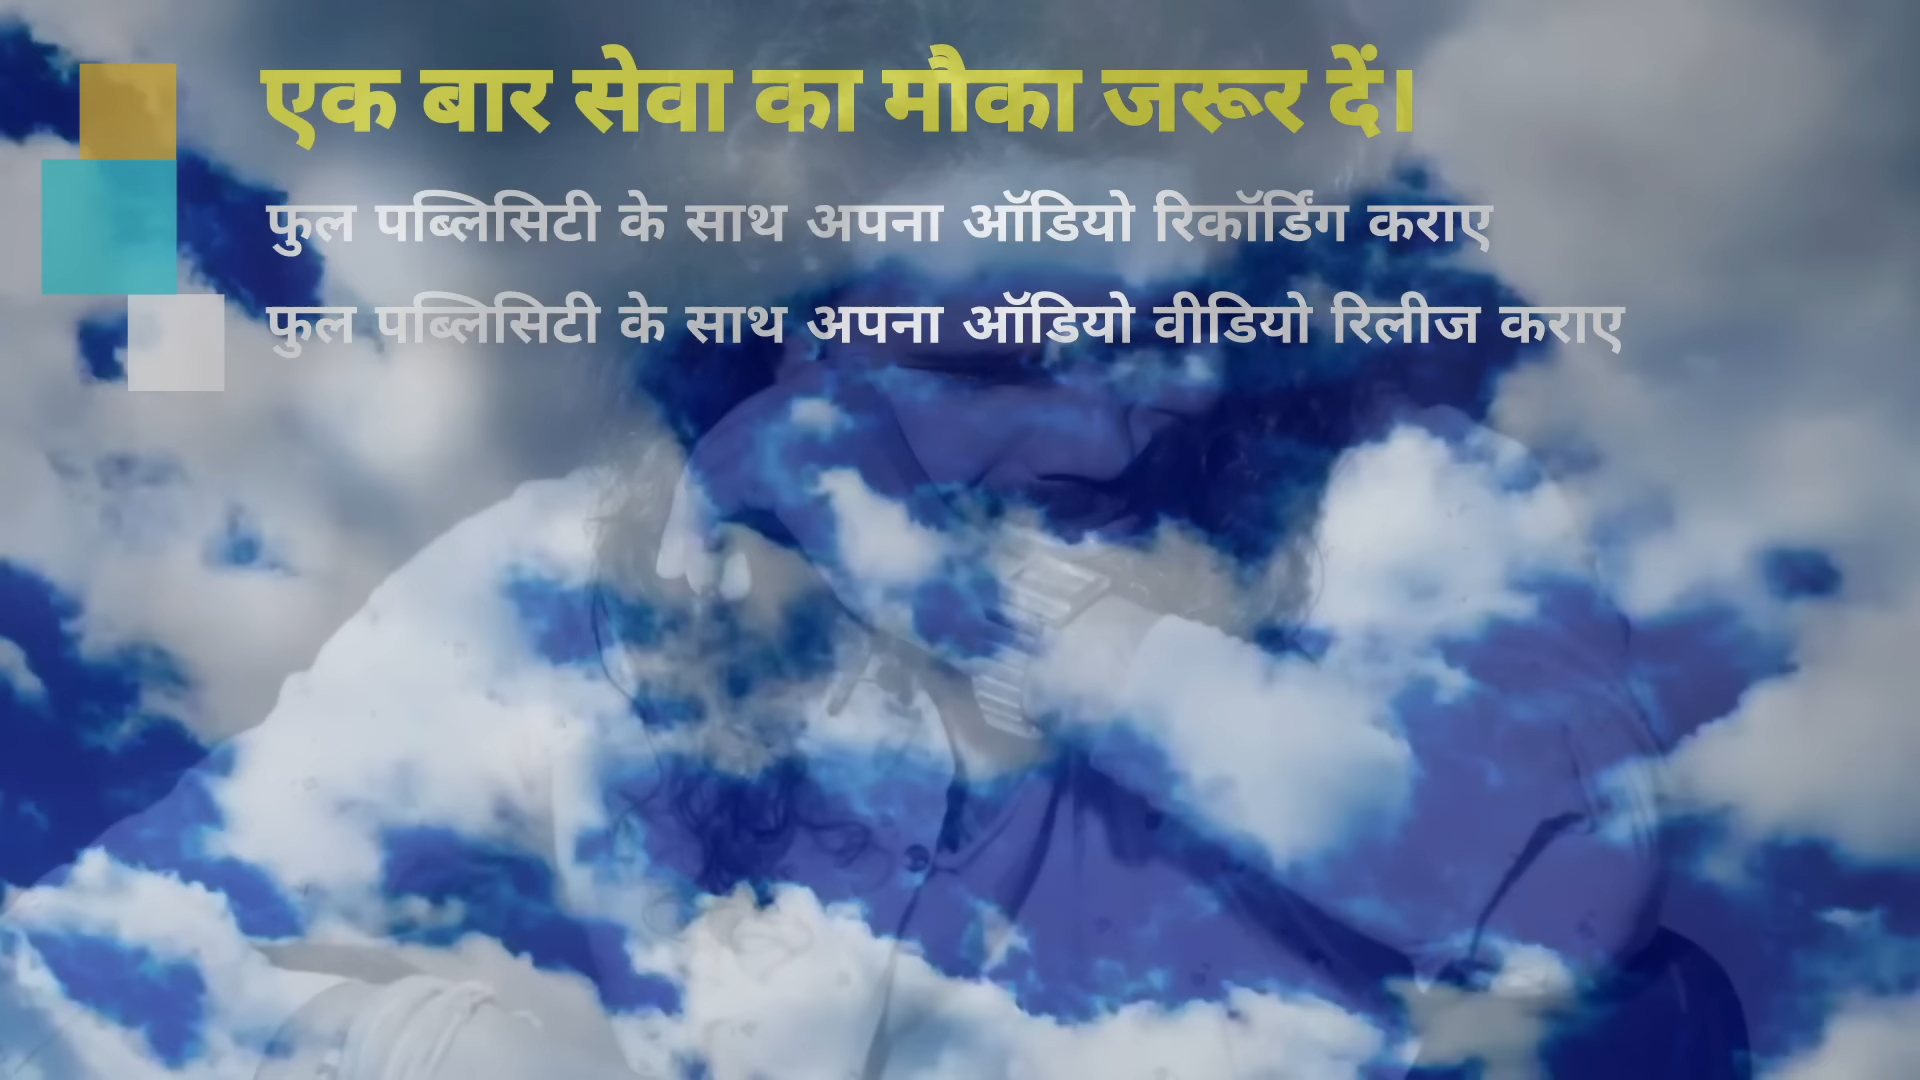 एक बार सेवा का मौका जरूर दें।
फुल पब्लिसिटी के साथ अपना ऑडियो रिकॉर्डिंग कराए
फुल पब्लिसिटी के साथ अपना ऑडियो वीडियो रिलीज कराए